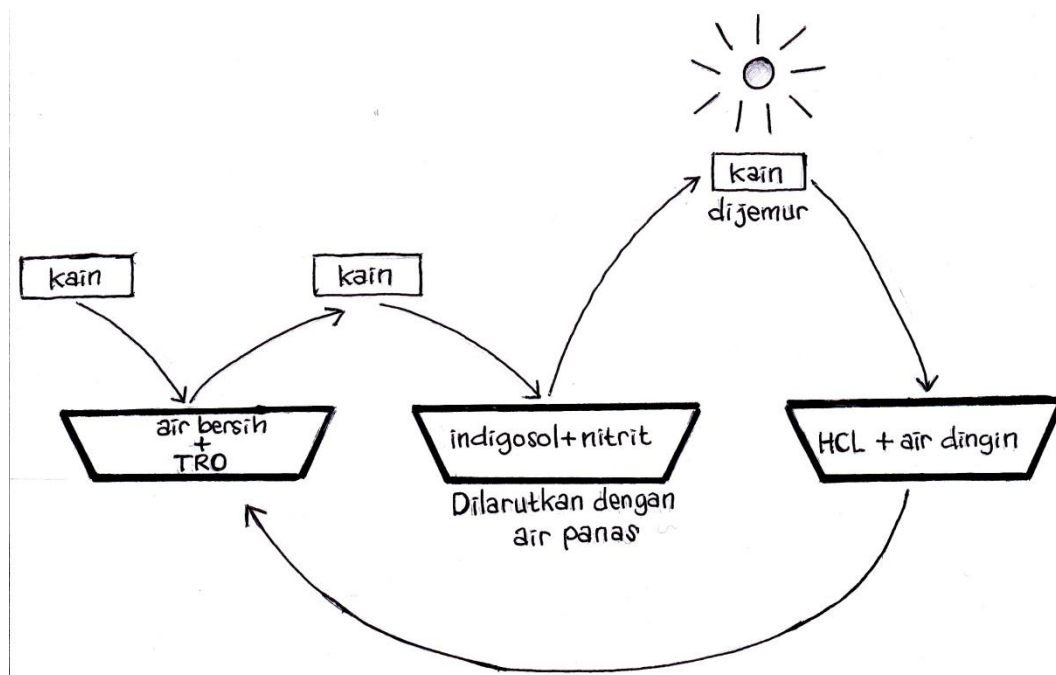 kain
dijemur
kain
kain
air bersih
+
TRO
indigosol+nitrit
HCL + air dingin
Dilarutkan dengan
air panas